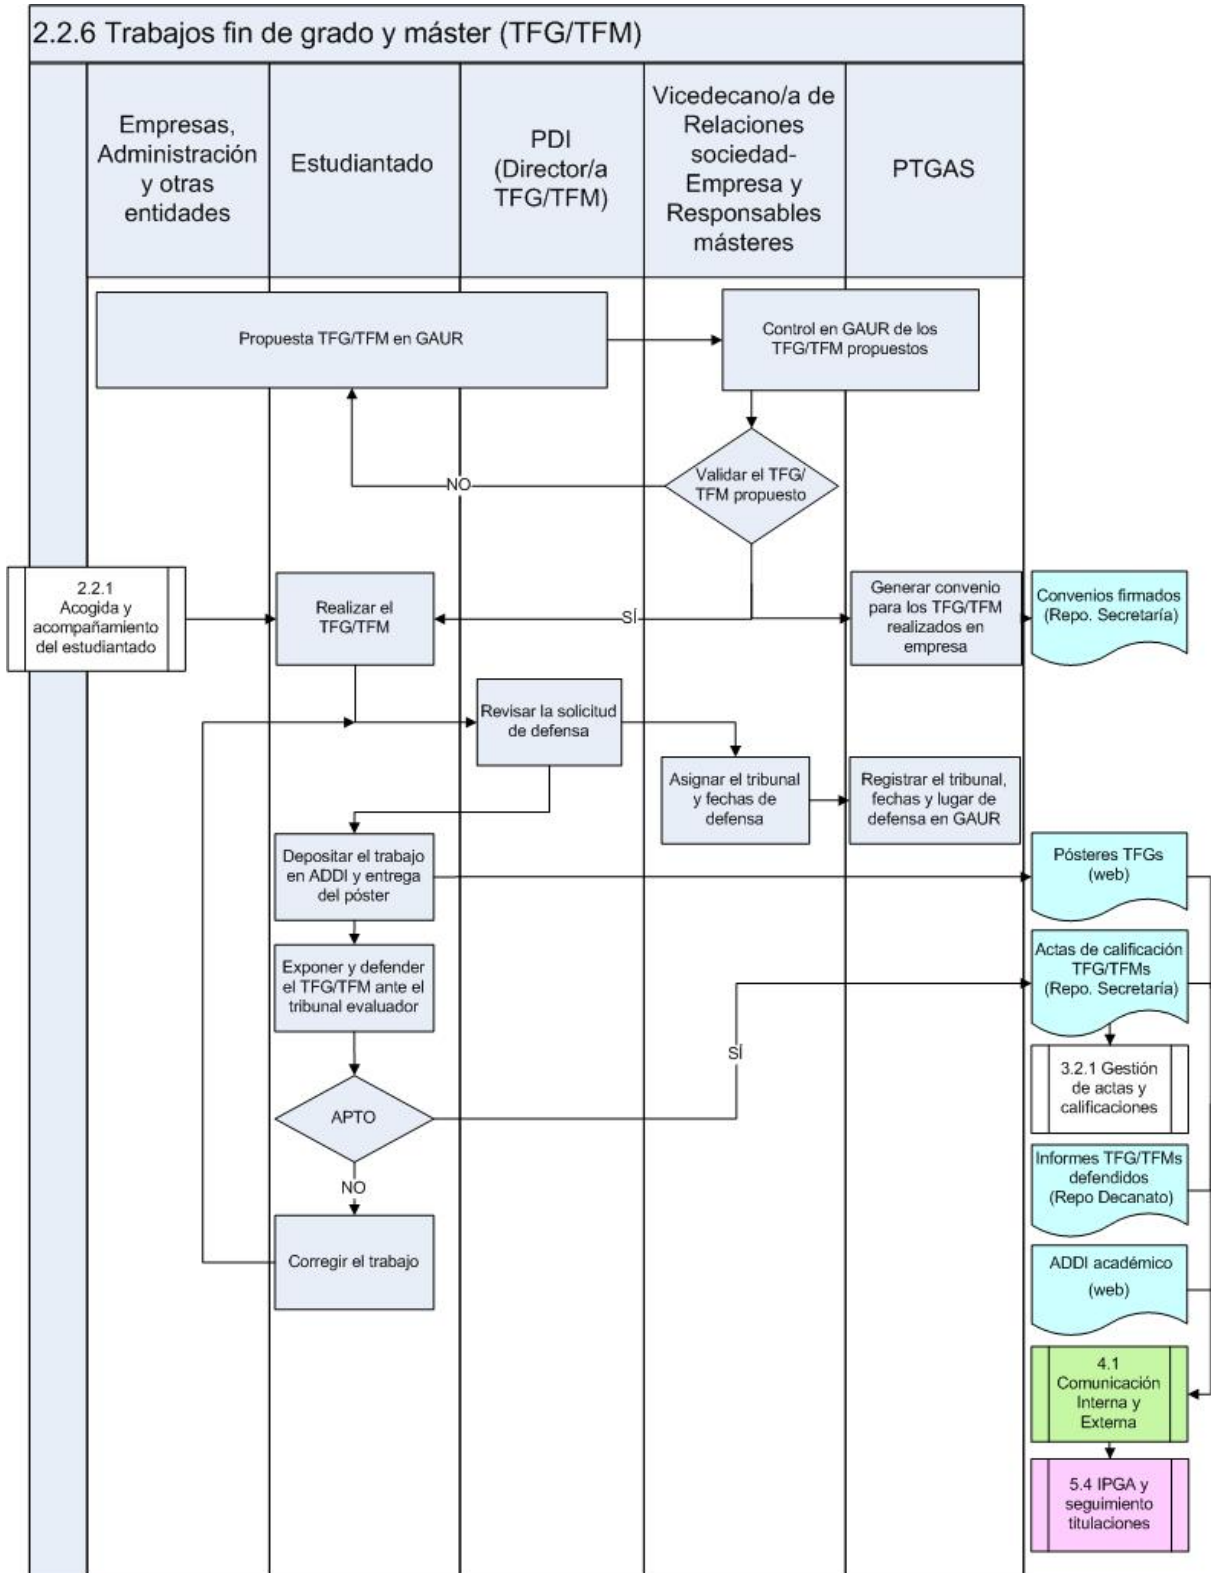 2.2.6 Trabajos fin de grado y máster (TFG/TFM)
Empresas,
Administración
y otras
entidades
Estudiantado
PDI
(Director/a
TFG/TFM)
Vicedecano/a de
Relaciones
sociedad-
Empresa y
Responsables
másteres
PTGAS
Propuesta TFG/TFM en GAUR
Control en GAUR de los
TFG/TFM propuestos
Validar el TFG/
TFM propuesto
NO
2.2.1
Acogida y
acompañamiento
del estudiantado
Realizar el
TFG/TFM
SÍ
Generar convenio
para los TFG/TFM
realizados en
empresa
Convenios firmados
(Repo. Secretaría)
Revisar la solicitud
de defensa
Asignar el tribunal
y fechas de
defensa
Registrar el tribunal,
fechas y lugar de
defensa en GAUR
Depositar el trabajo
en ADDI y entrega
del póster
Pósteres TFGs
(web)
Exponer y defender
el TFG/TFM ante el
tribunal evaluador
Actas de calificación
TFG/TFMs
(Repo. Secretaría)
SÍ
3.2.1 Gestión
de actas y
calificaciones
APTO
NO
Informes TFG/TFMs
defendidos
(Repo Decanato)
Corregir el trabajo
ADDI académico
(web)
4.1
Comunicación
Interna y
Externa
5.4 IPGA y
seguimiento
titulaciones